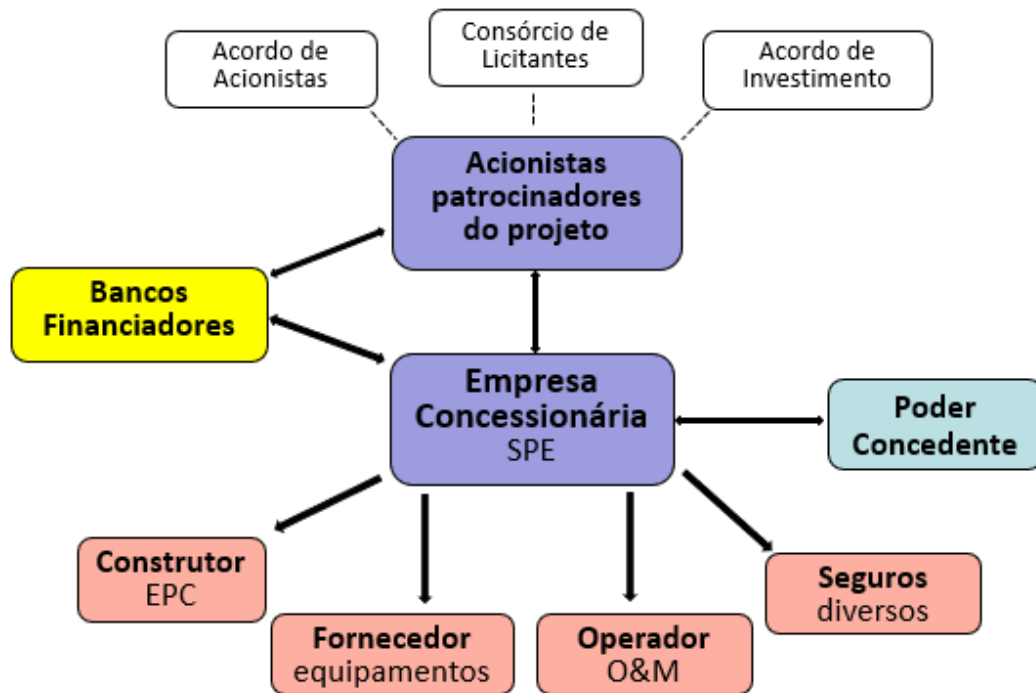 Acordo de
Acionistas
Consórcio de
Licitantes
Acordo de
Investimento
Acionistas
patrocinadores
do projeto
Bancos
Financiadores
Empresa
Concessionária
SPE
Poder
Concedente
Construtor
EPC
Fornecedor
equipamentos
Operador
O&M
Seguros
diversos